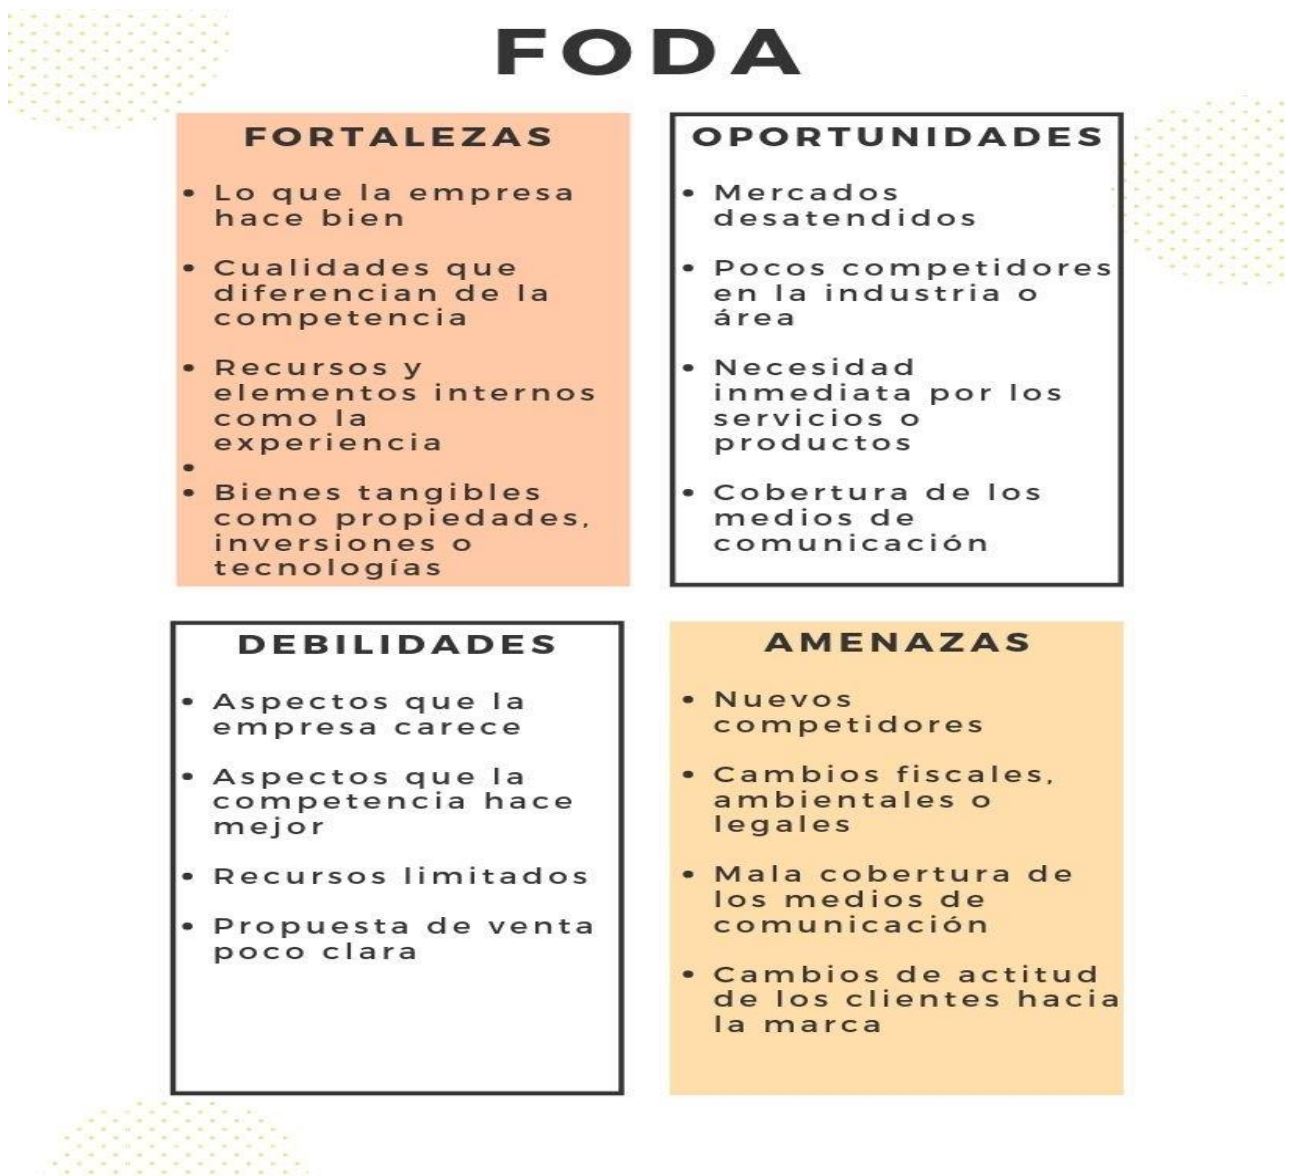 FODA
FORTALEZAS
• Lo que la empresa
hace bien
• Cualidades que
diferencian de la
competencia
• Recursos y
elementos internos
como la
experiencia
•
• Bienes tangibles
como propiedades,
inversiones o
tecnologías
OPORTUNIDADES
• Mercados
desatendidos
• Pocos competidores
en la industria o
área
• Necesidad
inmediata por los
servicios o
productos
• Cobertura de los
medios de
comunicación
DEBILIDADES
• Aspectos que la
empresa carece
• Aspectos que la
competencia hace
mejor
• Recursos limitados
• Propuesta de venta
poco clara
AMENAZAS
• Nuevos
competidores
• Cambios fiscales,
ambientales o
legales
• Mala cobertura de
los medios de
comunicación
• Cambios de actitud
de los clientes hacia
la marca